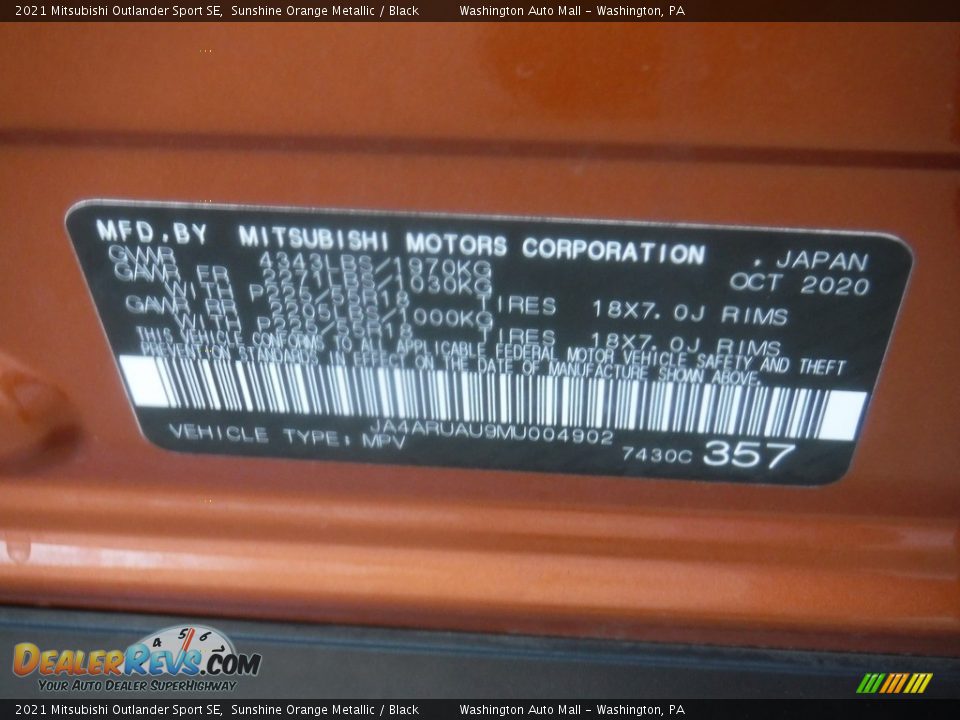 2021 Mitsubishi Outlander Sport SE, Sunshine Orange Metallic / Black Washington Auto Mall - Washington, PA
MFD.BY MITSUBISHI MOTORS CORPORATION , JAPAN
GVWR 4343LBS/1970KG OCT 2020
GAWR FR 2271LBS/1030KG
WITH P225/55R18 TIRES 18X7.0J RIMS
GAWR RR 2205LBS/1000KG
WITH P225/55R18 TIRES 18X7.0J RIMS
THIS VEHICLE CONFORMS TO ALL APPLICABLE FEDERAL MOTOR VEHICLE SAFETY AND THEFT
PREVENTION STANDARDS IN EFFECT ON THE DATE OF MANUFACTURE SHOWN ABOVE.
JA4ARUAU9MU004902
VEHICLE TYPE: MPV 7430C 357
4 5 6
DEALERREVS.COM
YOUR AUTO DEALER SUPERHIGHWAY
2021 Mitsubishi Outlander Sport SE, Sunshine Orange Metallic / Black Washington Auto Mall - Washington, PA